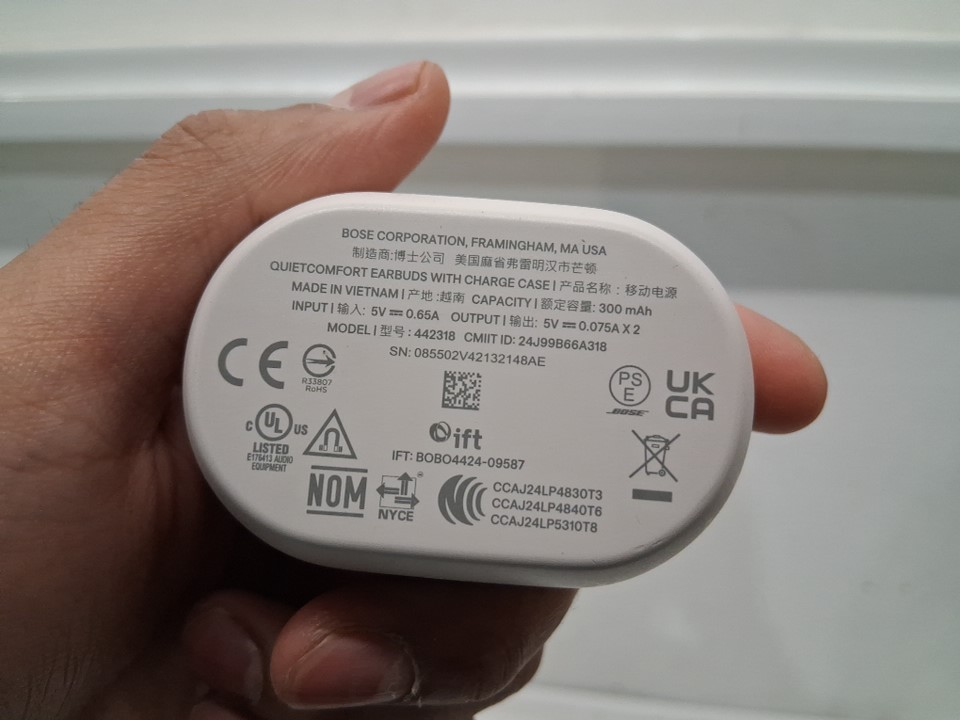 BOSE CORPORATION, FRAMINGHAM, MA USA
制造商:博士公司 美国麻省弗雷明汉市芒顿
QUIETCOMFORT EARBUDS WITH CHARGE CASE | 产品名称：移动电源
MADE IN VIETNAM | 产地 :越南 CAPACITY | 额定容量: 300 mAh
INPUT | 输入: 5V ⎓ 0.65A OUTPUT | 输出: 5V ⎓ 0.075A X 2
MODEL | 型号 : 442318 CMIIT ID: 24J99B66A318
SN: 085502V42132148AE
CE
R33807
RoHS
PS
E
BOSE
UK
CA
C UL US
LISTED
E176413 AUDIO
EQUIPMENT
ift
IFT: BOBO4424-09587
NOM
NYCE
CCAJ24LP4830T3
CCAJ24LP4840T6
CCAJ24LP5310T8